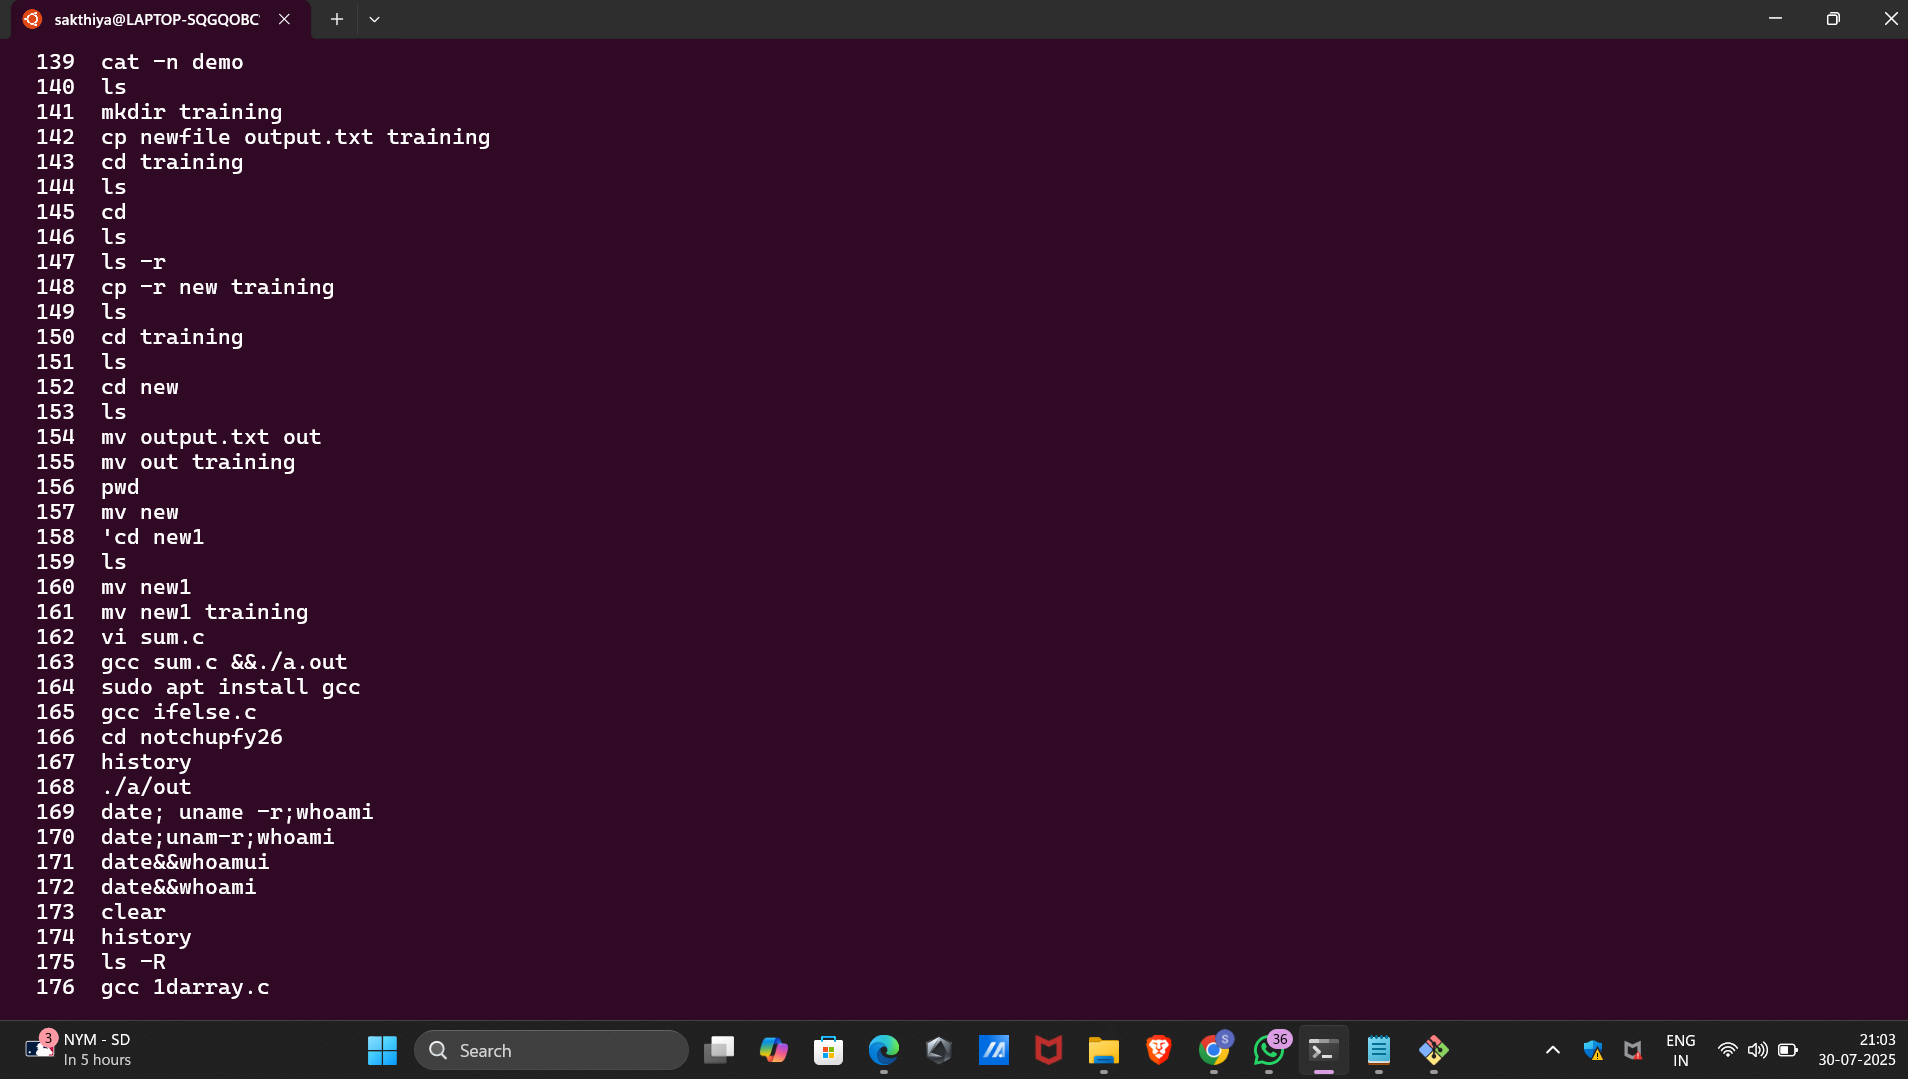 sakthiya@LAPTOP-SQGQOBC
139 cat -n demo
140 ls
141 mkdir training
142 cp newfile output.txt training
143 cd training
144 ls
145 cd
146 ls
147 ls -r
148 cp -r new training
149 ls
150 cd training
151 ls
152 cd new
153 ls
154 mv output.txt out
155 mv out training
156 pwd
157 mv new
158 'cd new1
159 ls
160 mv new1
161 mv new1 training
162 vi sum.c
163 gcc sum.c &&./a.out
164 sudo apt install gcc
165 gcc ifelse.c
166 cd notchupfy26
167 history
168 ./a/out
169 date; uname -r;whoami
170 date;unam-r;whoami
171 date&&whoamui
172 date&&whoami
173 clear
174 history
175 ls -R
176 gcc 1darray.c
3
NYM - SD
In 5 hours
Search
S
36
ENG
IN
21:03
30-07-2025